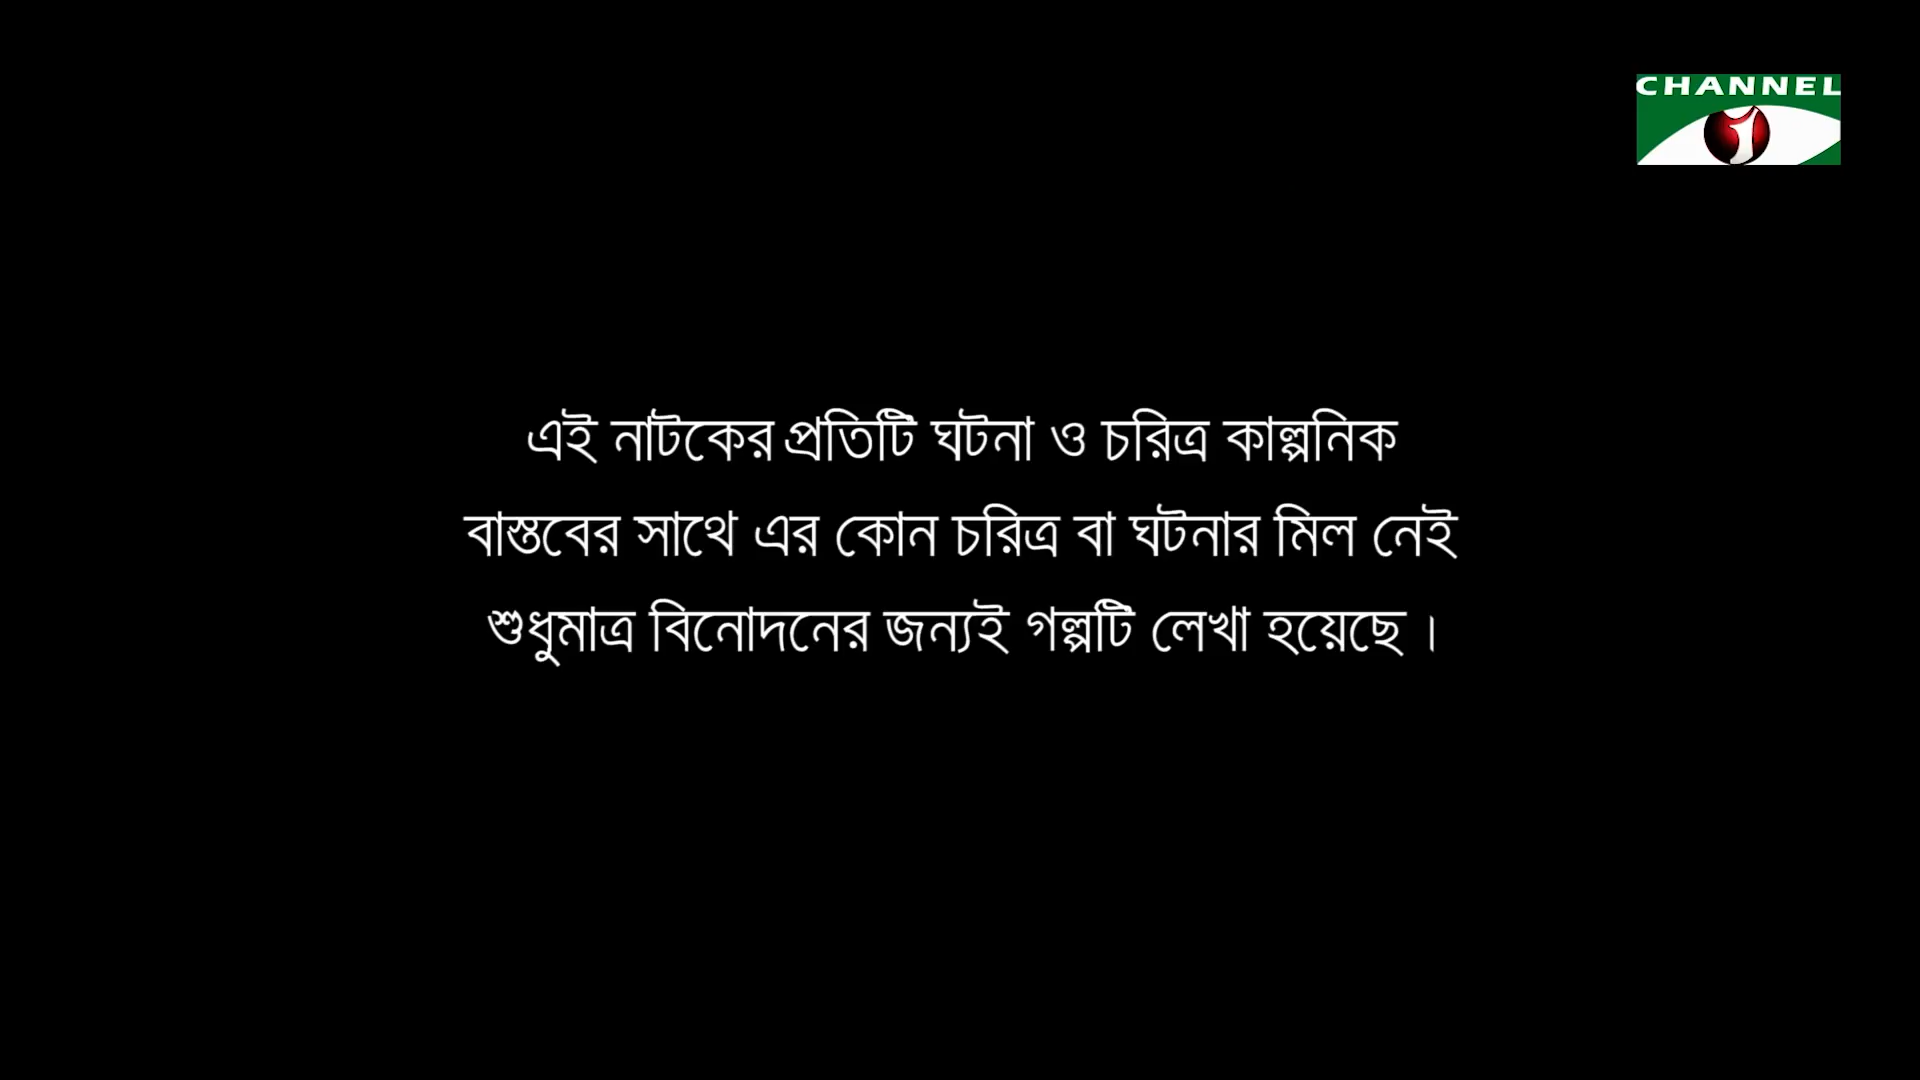 CHANNEL
i
এই নাটকের প্রতিটি ঘটনা ও চরিত্র কাল্পনিক
বাস্তবের সাথে এর কোন চরিত্র বা ঘটনার মিল নেই
শুধুমাত্র বিনোদনের জন্যই গল্পটি লেখা হয়েছে ।